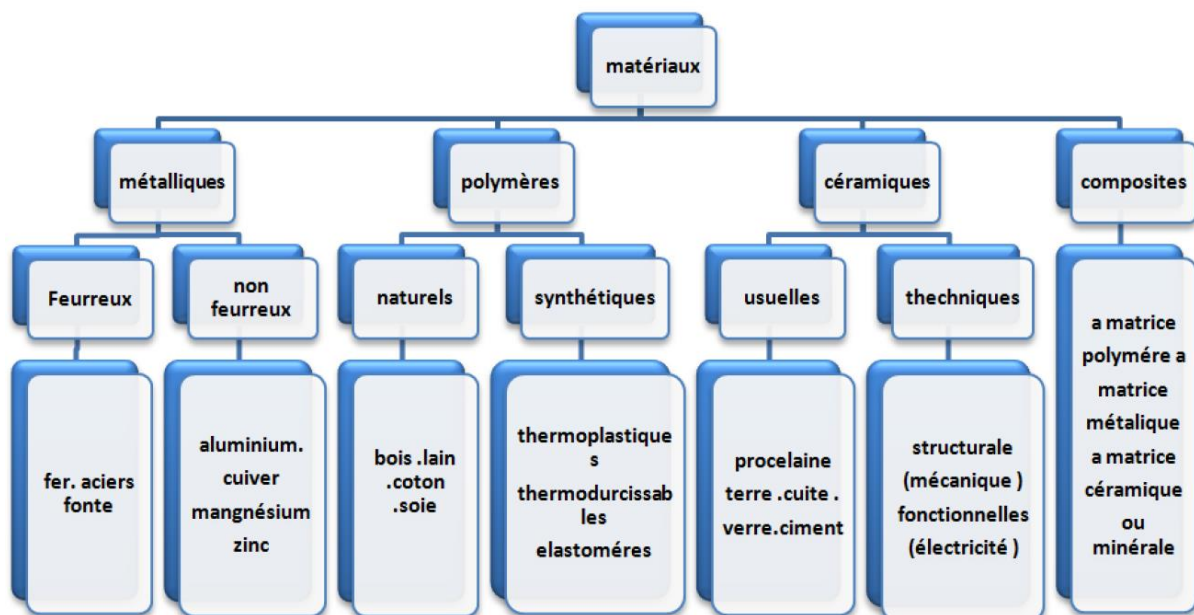 matériaux
métalliques
polymères
céramiques
composites
Feurreux
non
feurreux
naturels
synthétiques
usuelles
thechniques
fer. aciers
fonte
aluminium.
cuiver
mangnésium
zinc
bois .lain
.coton
.soie
thermoplastique
s
thermodurcissab
les
elastoméres
procelaine
terre .cuite .
verre.ciment
structurale
(mécanique )
fonctionnelles
(électricité )
a matrice
polymére a
matrice
métalique
a matrice
céramique
ou
minérale